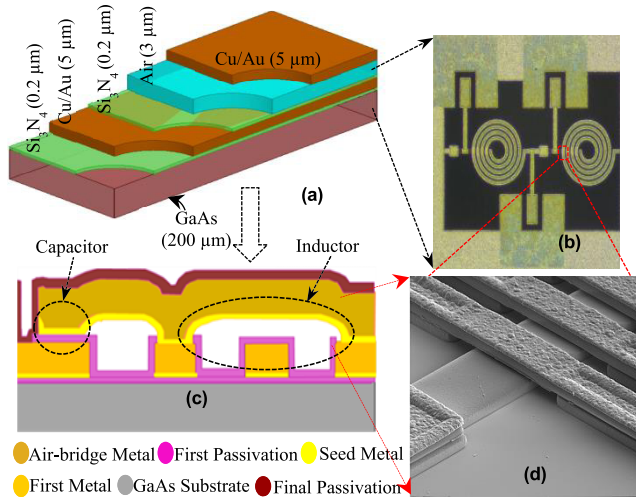 Si₃N₄ (0.2 µm)
Cu/Au (5 µm)
Si₃N₄ (0.2 µm)
Air (3 µm)
Cu/Au (5 µm)
(a)
GaAs
(200 µm)
(b)
Capacitor
Inductor
(c)
(d)
Air-bridge Metal
First Passivation
Seed Metal
First Metal
GaAs Substrate
Final Passivation